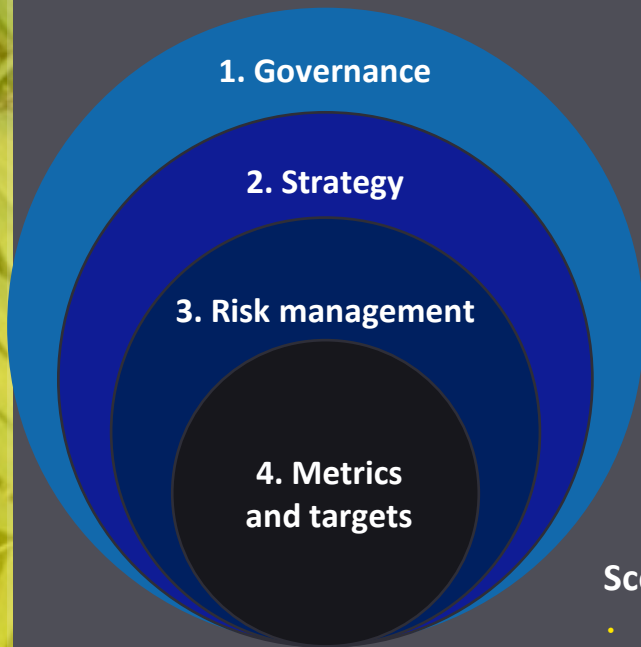 1. Governance
2. Strategy
3. Risk management
4. Metrics
and targets